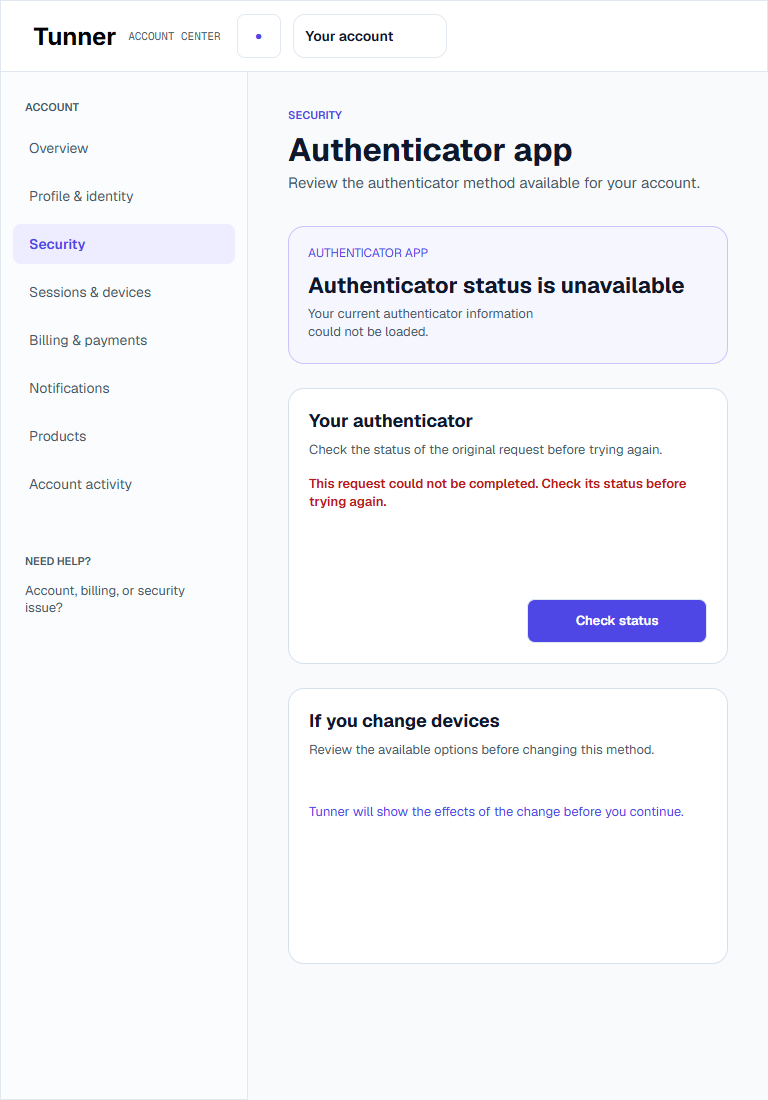 Tunner ACCOUNT CENTER
Your account
ACCOUNT
Overview
Profile & identity
Security
Sessions & devices
Billing & payments
Notifications
Products
Account activity
NEED HELP?
Account, billing, or security
issue?
SECURITY
Authenticator app
Review the authenticator method available for your account.
AUTHENTICATOR APP
Authenticator status is unavailable
Your current authenticator information
could not be loaded.
Your authenticator
Check the status of the original request before trying again.
This request could not be completed. Check its status before
trying again.
Check status
If you change devices
Review the available options before changing this method.
Tunner will show the effects of the change before you continue.